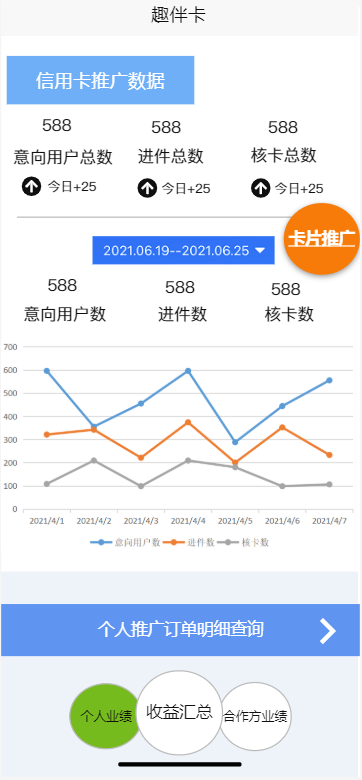 趣伴卡
信用卡推广数据
588 588 588
意向用户总数 进件总数 核卡总数
今日+25 今日+25 今日+25
卡片推广
2021.06.19--2021.06.25
588 588 588
意向用户数 进件数 核卡数
700
600
500
400
300
200
100
0
2021/4/1 2021/4/2 2021/4/3 2021/4/4 2021/4/5 2021/4/6 2021/4/7
意向用户数 进件数 核卡数
个人推广订单明细查询
个人业绩 收益汇总 合作方业绩